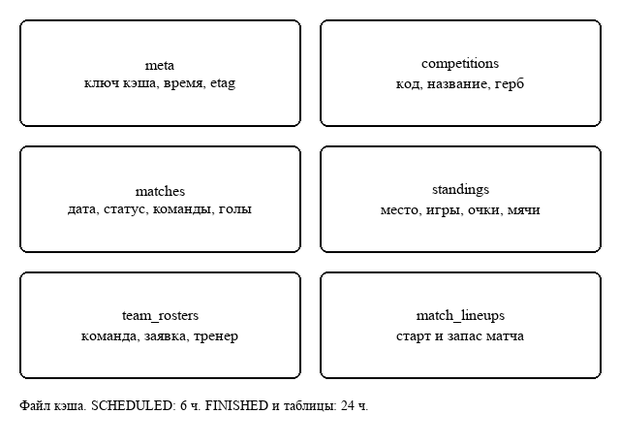 meta
ключ кэша, время, etag
competitions
код, название, герб
matches
дата, статус, команды, голы
standings
место, игры, очки, мячи
team_rosters
команда, заявка, тренер
match_lineups
старт и запас матча
Файл кэша. SCHEDULED: 6 ч. FINISHED и таблицы: 24 ч.